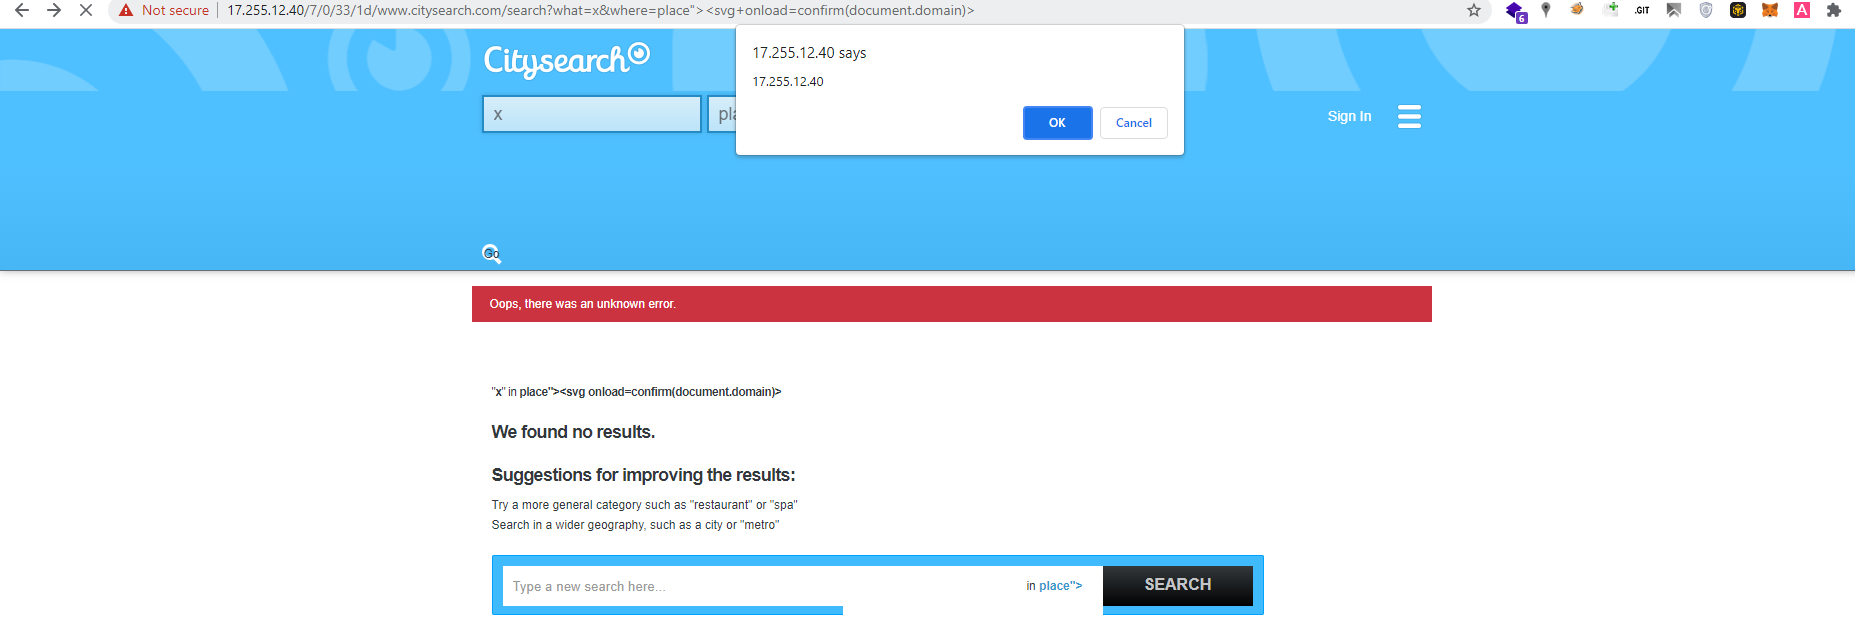 Not secure | 17.255.12.40/7/0/33/1d/www.citysearch.com/search?what=x&where=place"><svg+onload=confirm(document.domain)>
6
.GIT
A
17.255.12.40 says
17.255.12.40
OK
Cancel
Citysearch
x
pla
Sign In
Go
Oops, there was an unknown error.
"x" in place"><svg onload=confirm(document.domain)>
We found no results.
Suggestions for improving the results:
Try a more general category such as "restaurant" or "spa"
Search in a wider geography, such as a city or "metro"
Type a new search here...
in place">
SEARCH